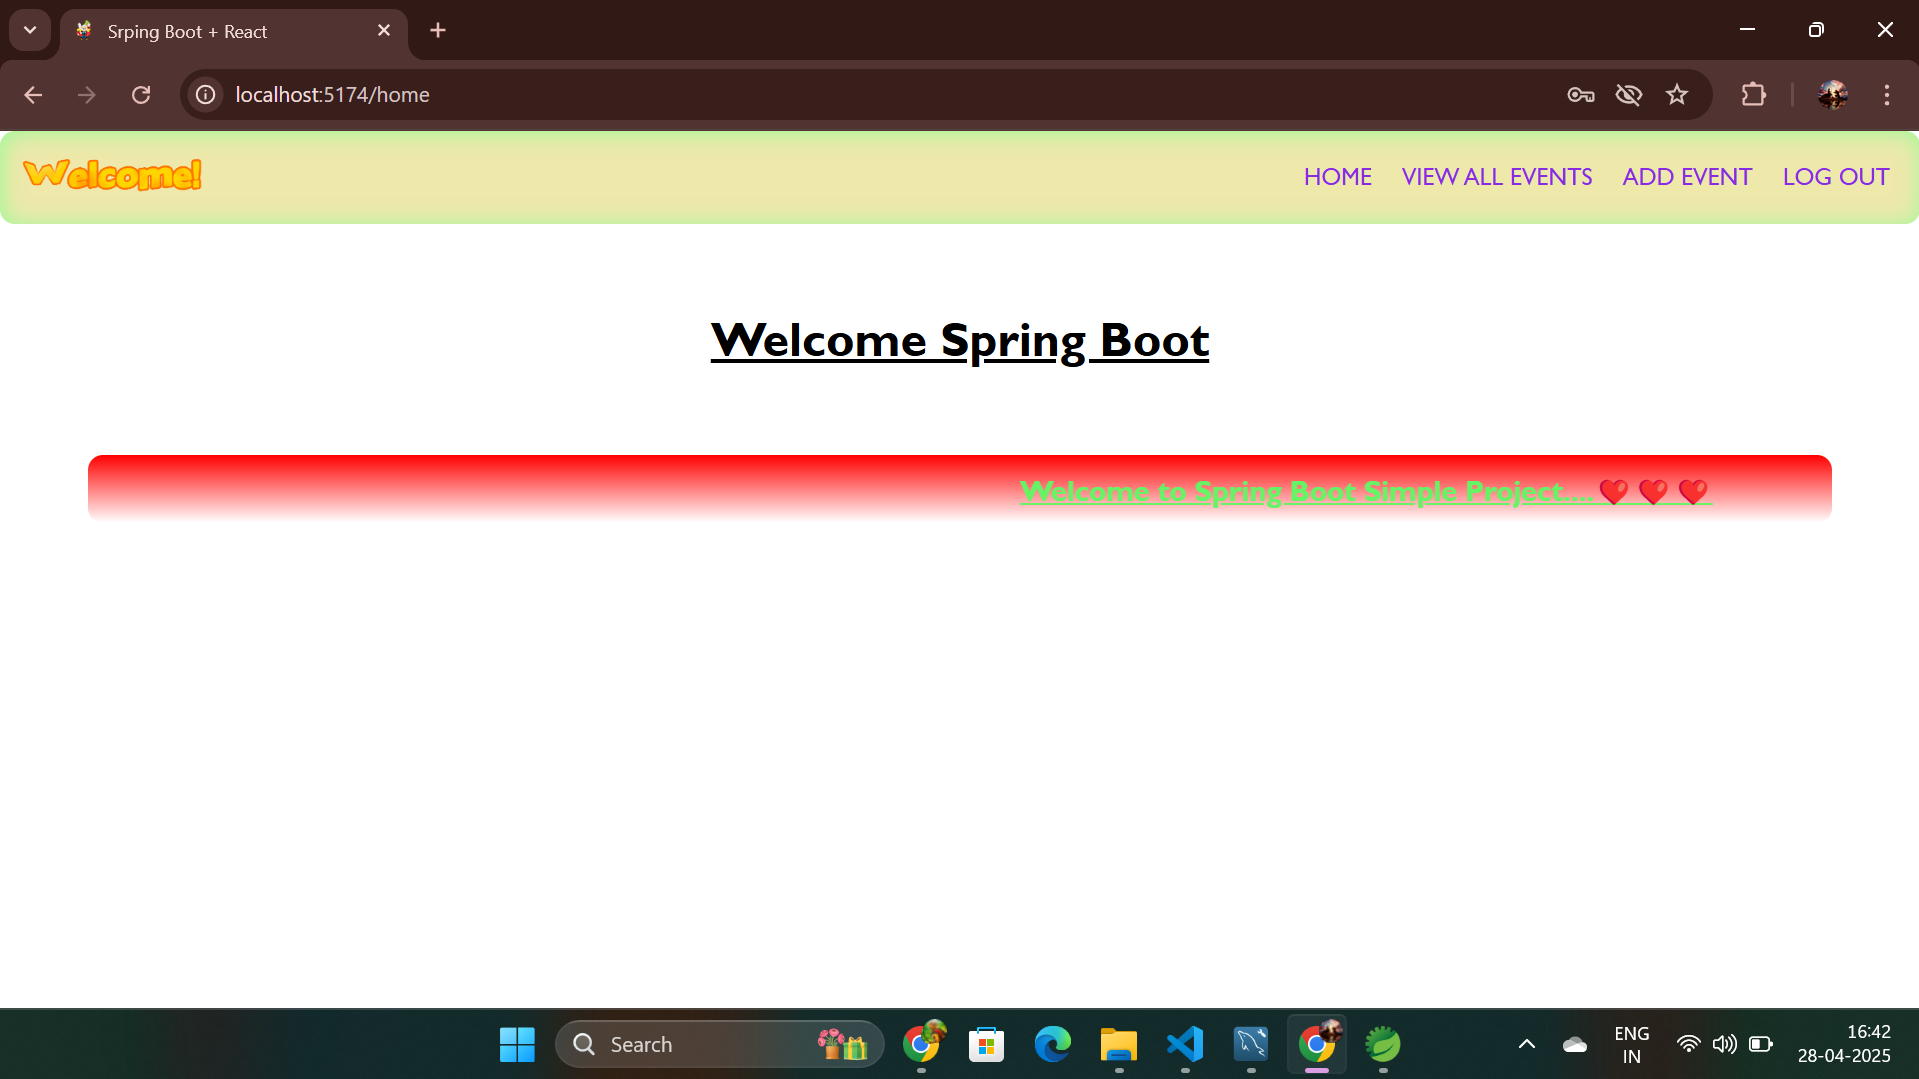 Srping Boot + React
localhost:5174/home
Welcome!
HOME VIEW ALL EVENTS ADD EVENT LOG OUT
Welcome Spring Boot
Welcome to Spring Boot Simple Project....❤️ ❤️ ❤️
Search
ENG
IN
16:42
28-04-2025